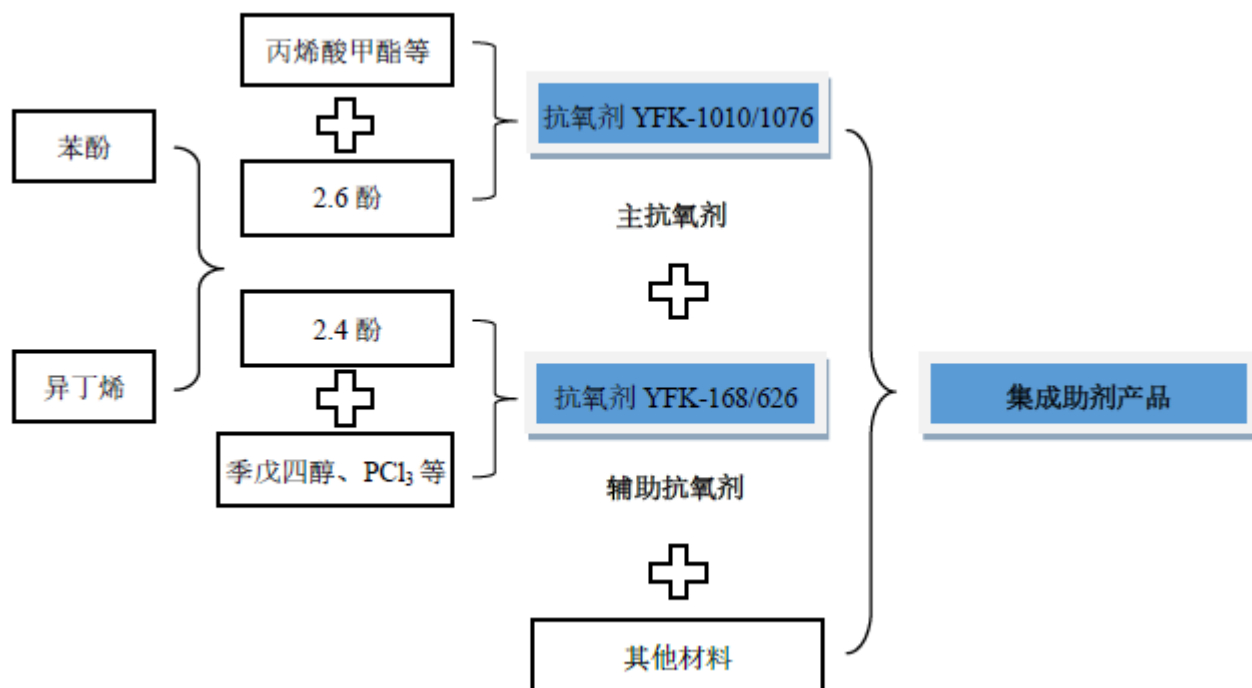 丙烯酸甲酯等
苯酚
抗氧剂 YFK-1010/1076
2.6 酚
主抗氧剂
2.4 酚
异丁烯
抗氧剂 YFK-168/626
集成助剂产品
季戊四醇、PCl₃ 等
辅助抗氧剂
其他材料